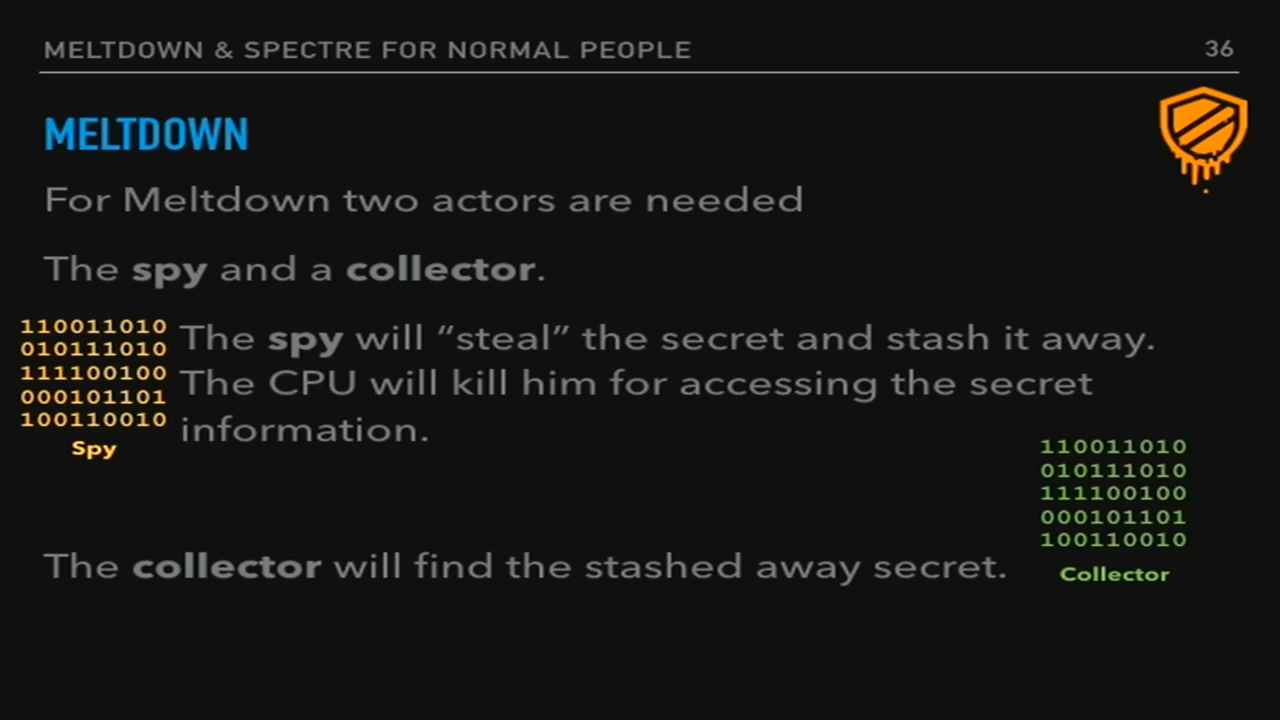 MELTDOWN & SPECTRE FOR NORMAL PEOPLE
36
MELTDOWN
For Meltdown two actors are needed
The spy and a collector.
110011010
010111010
111100100
000101101
100110010
Spy
The spy will “steal” the secret and stash it away.
The CPU will kill him for accessing the secret
information.
110011010
010111010
111100100
000101101
100110010
Collector
The collector will find the stashed away secret.